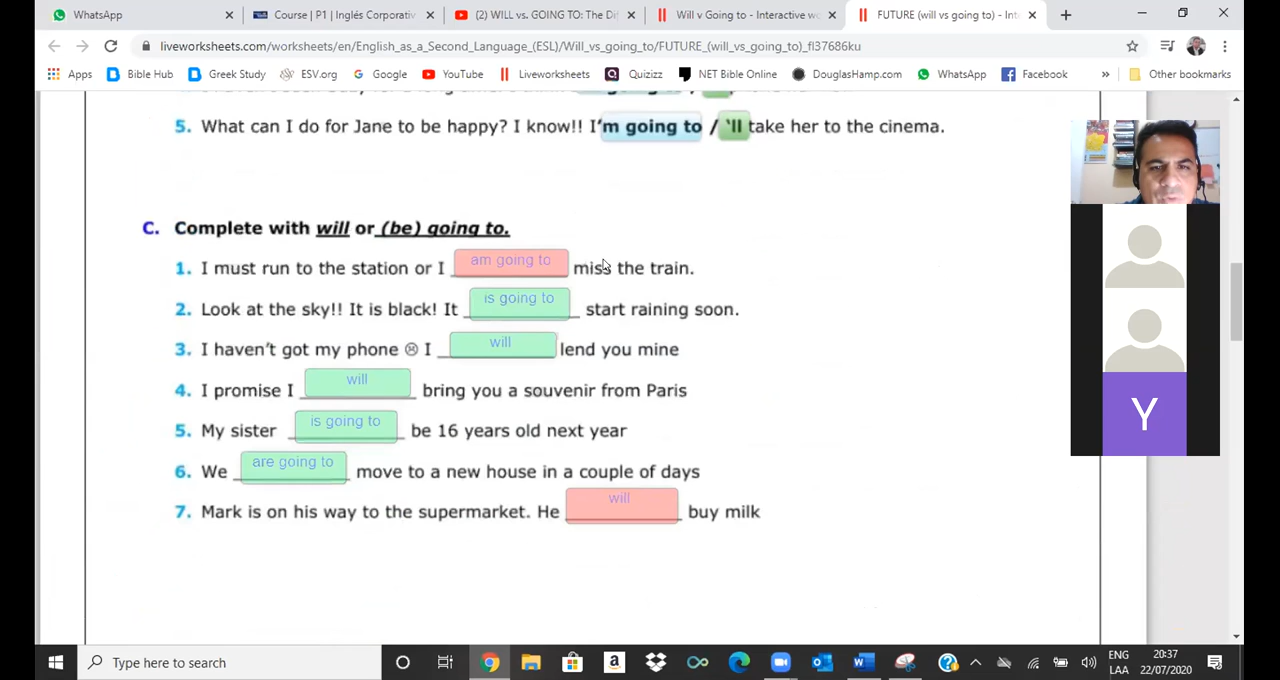 WhatsApp
Course | P1 | Inglés Corporativ
(2) WILL vs. GOING TO: The Di
Will v Going to - Interactive wo
FUTURE (will vs going to) - Int
liveworksheets.com/worksheets/en/English_as_a_Second_Language_(ESL)/Will_vs_going_to/FUTURE_(will_vs_going_to)_fl37686ku
Apps Bible Hub Greek Study ESV.org Google YouTube Liveworksheets Quizizz NET Bible Online DouglasHamp.com WhatsApp Facebook » Other bookmarks
5. What can I do for Jane to be happy? I know!! I'm going to / 'll take her to the cinema.
C. Complete with will or (be) going to.
1. I must run to the station or I am going to miss the train.
2. Look at the sky!! It is black! It is going to start raining soon.
3. I haven't got my phone ☹ I will lend you mine
4. I promise I will bring you a souvenir from Paris
5. My sister is going to be 16 years old next year
6. We are going to move to a new house in a couple of days
7. Mark is on his way to the supermarket. He will buy milk
Y
Type here to search
ENG
LAA
20:37
22/07/2020